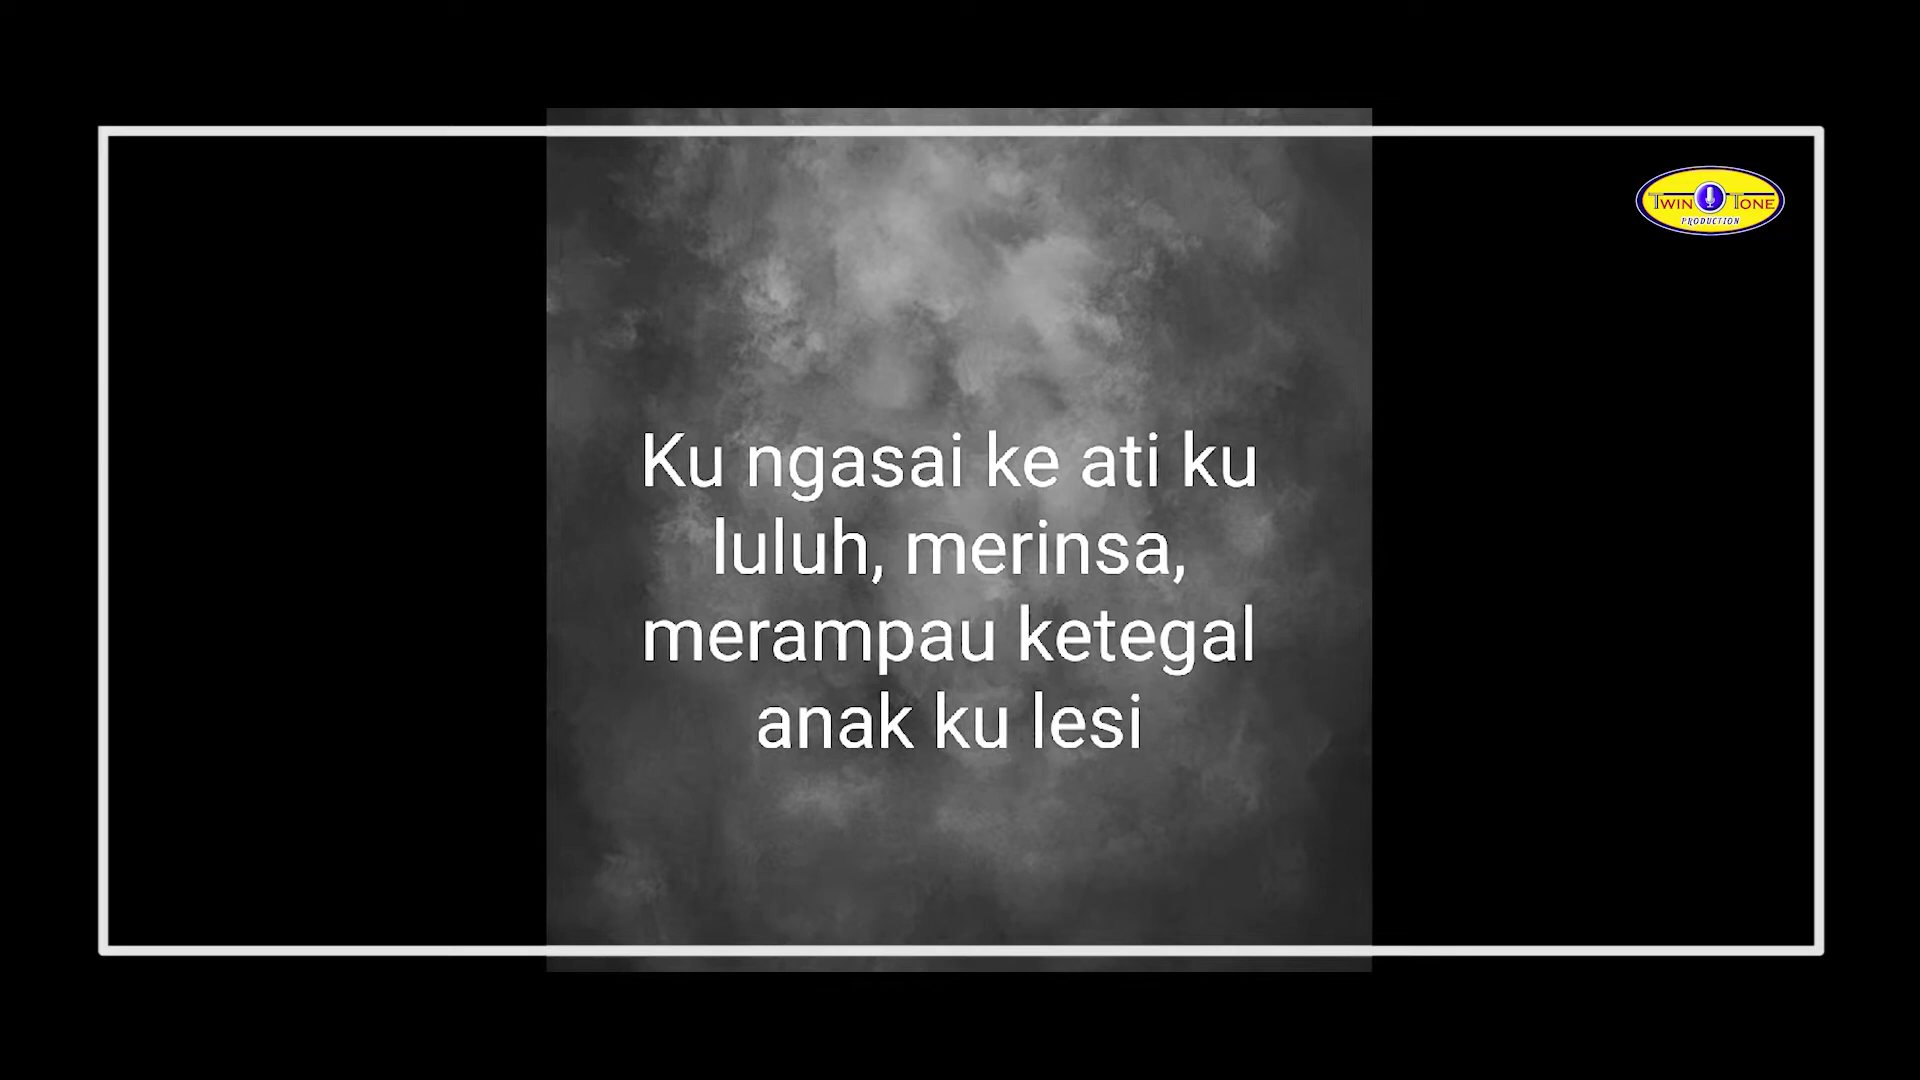 TWIN TONE
PRODUCTION
Ku ngasai ke ati ku
luluh, merinsa,
merampau ketegal
anak ku lesi